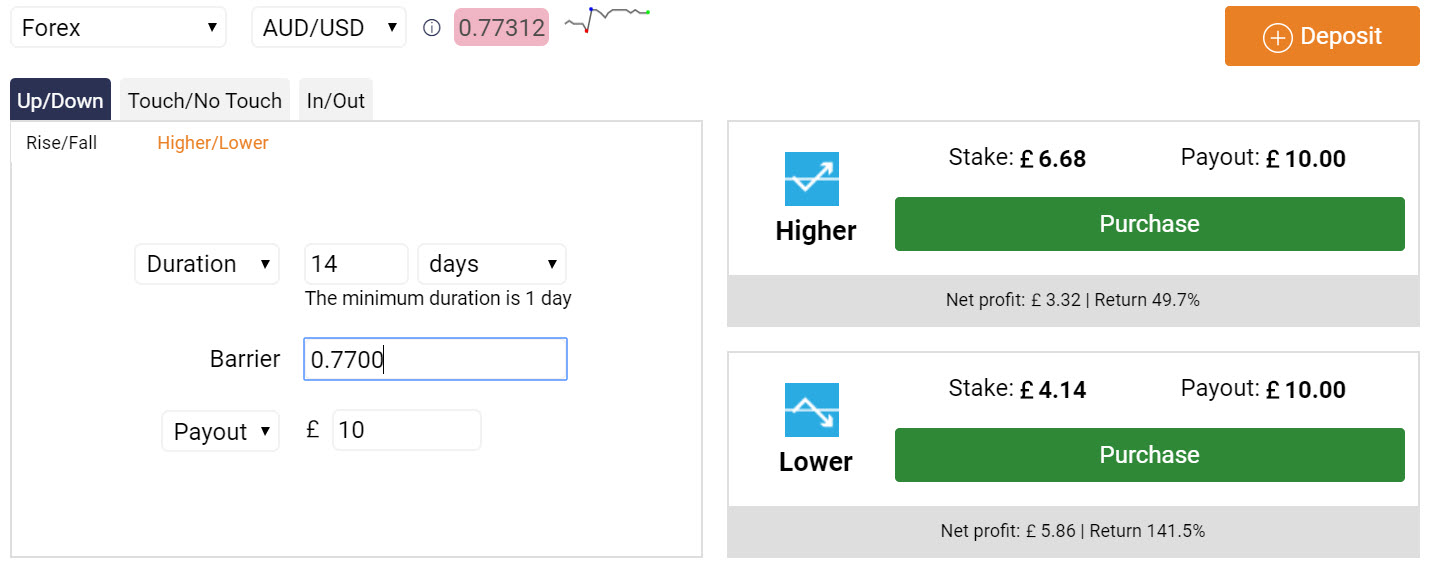 Forex ▼ AUD/USD ▼ ⓘ 0.77312
Deposit
Up/Down Touch/No Touch In/Out
Rise/Fall Higher/Lower
Duration ▼ 14 days ▼
The minimum duration is 1 day
Barrier 0.7700
Payout ▼ £ 10
Stake: £ 6.68 Payout: £ 10.00
Higher Purchase
Net profit: £ 3.32 | Return 49.7%
Stake: £ 4.14 Payout: £ 10.00
Lower Purchase
Net profit: £ 5.86 | Return 141.5%